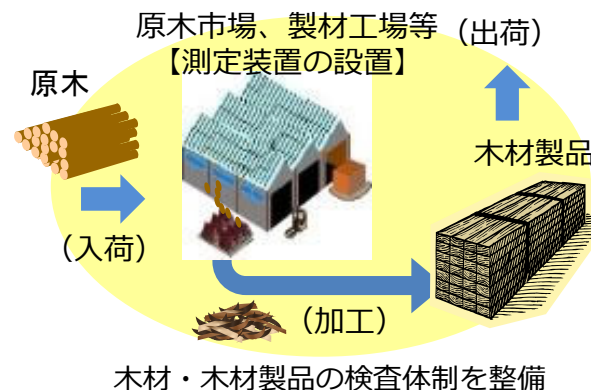 原木市場、製材工場等
【測定装置の設置】
（出荷）
原木
木材製品
（入荷）
（加工）
木材・木材製品の検査体制を整備